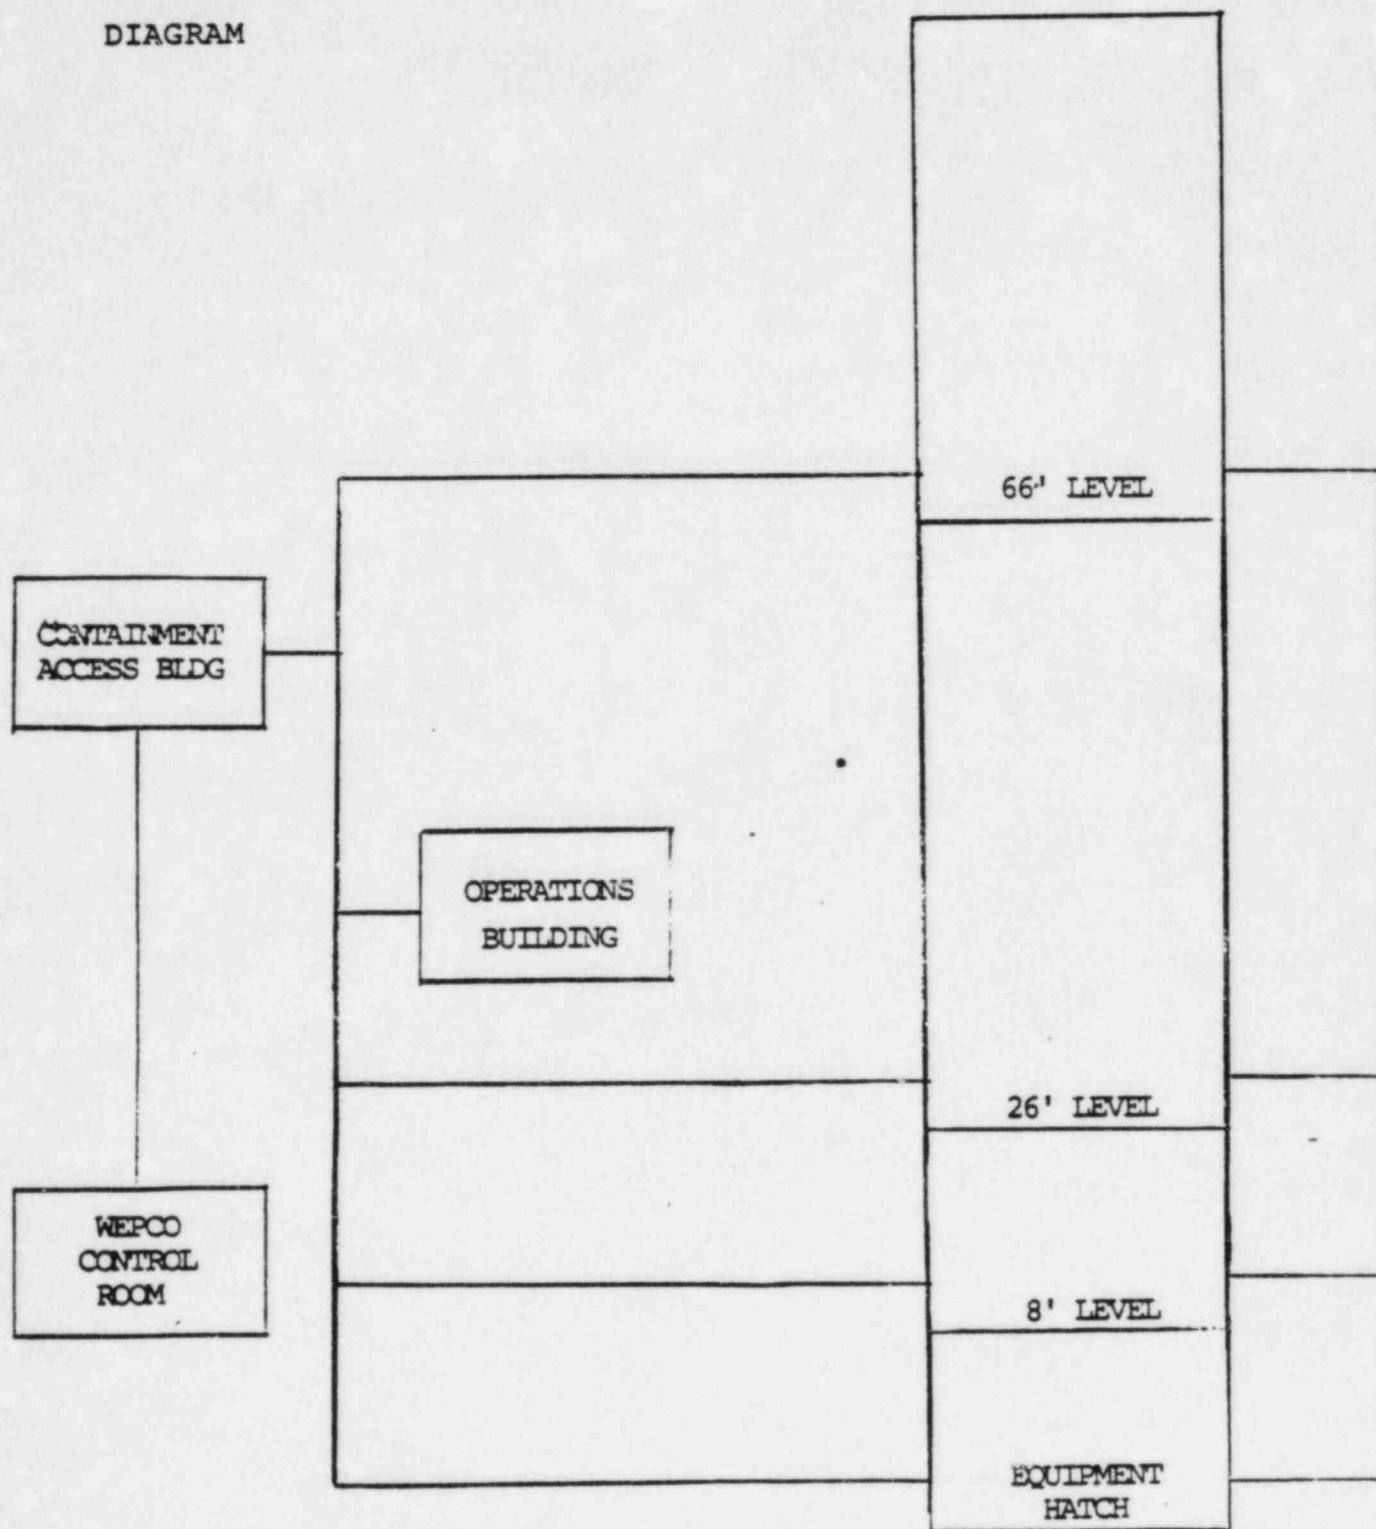 DIAGRAM
66' LEVEL
CONTAINMENT
ACCESS BLDG
OPERATIONS
BUILDING
26' LEVEL
WEPCO
CONTROL
ROOM
8' LEVEL
EQUIPMENT
HATCH